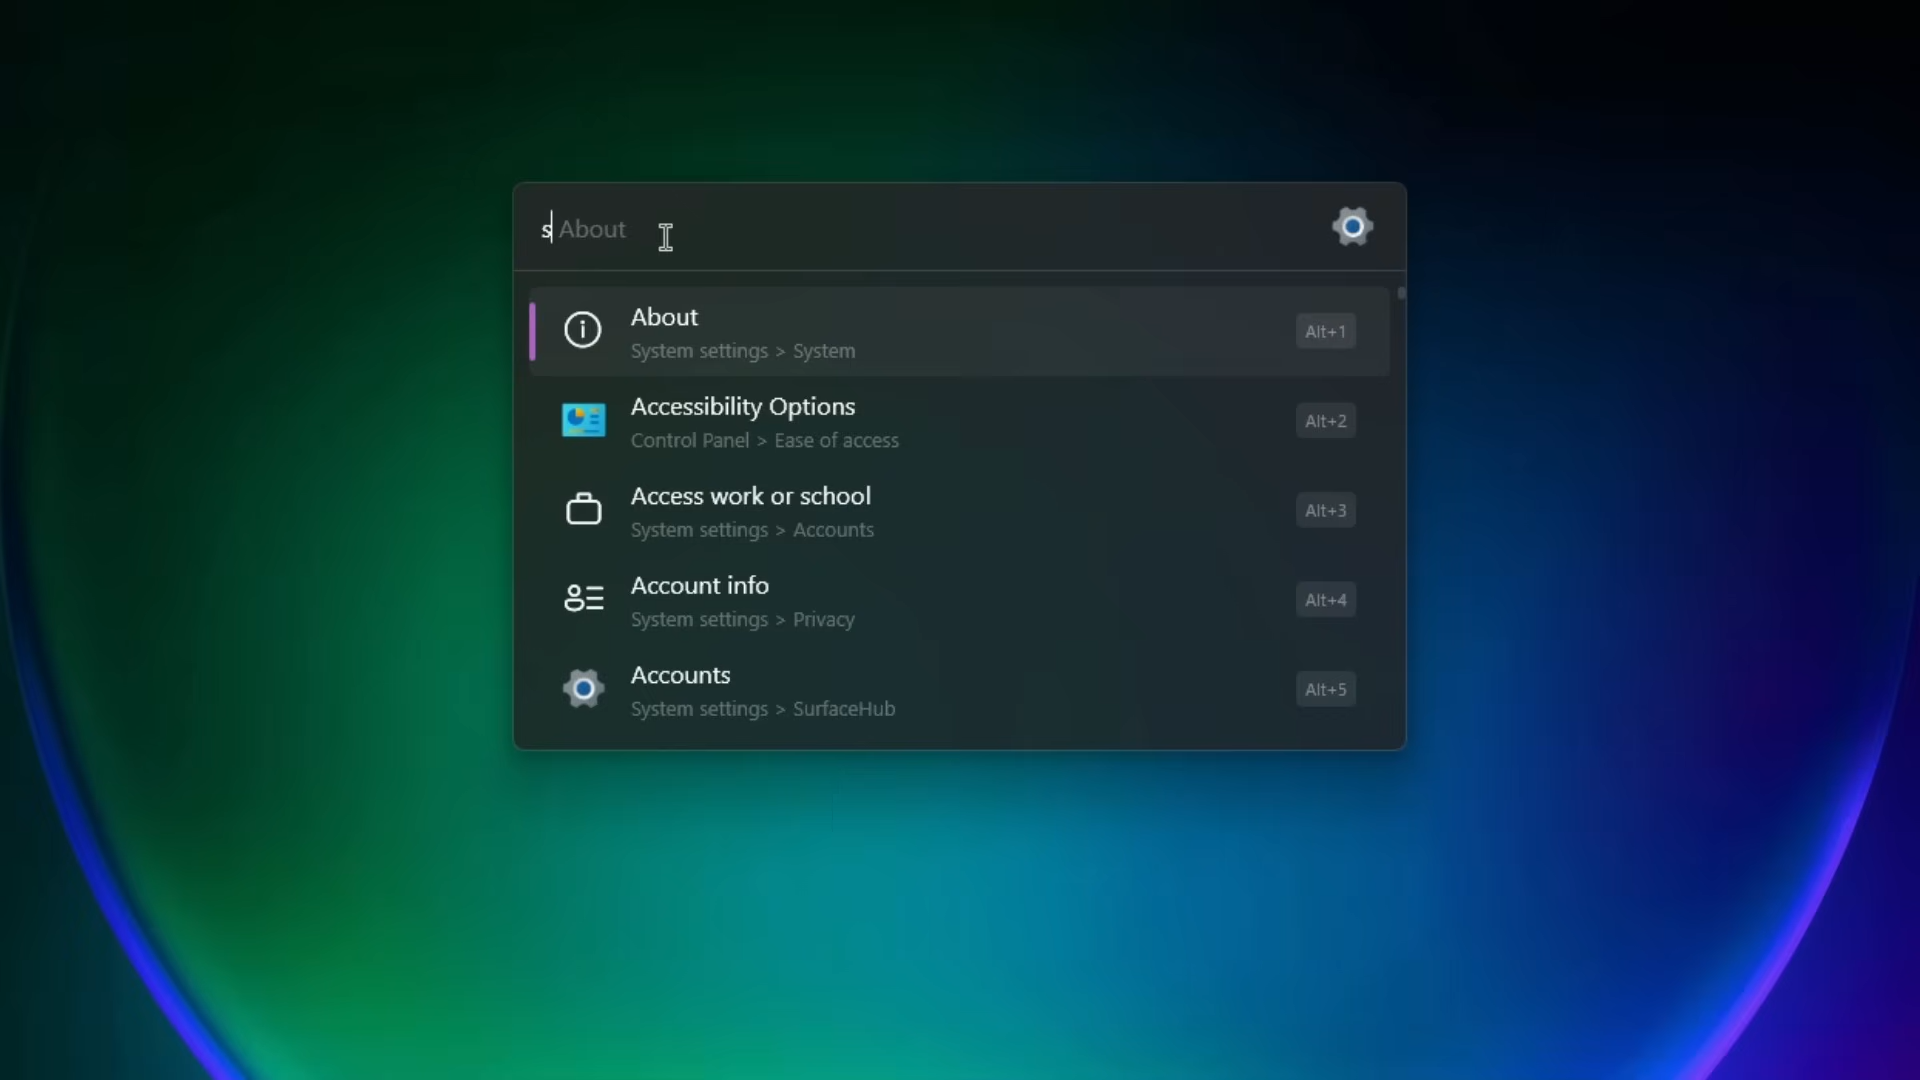 s About
About
System settings > System
Alt+1
Accessibility Options
Control Panel > Ease of access
Alt+2
Access work or school
System settings > Accounts
Alt+3
Account info
System settings > Privacy
Alt+4
Accounts
System settings > SurfaceHub
Alt+5